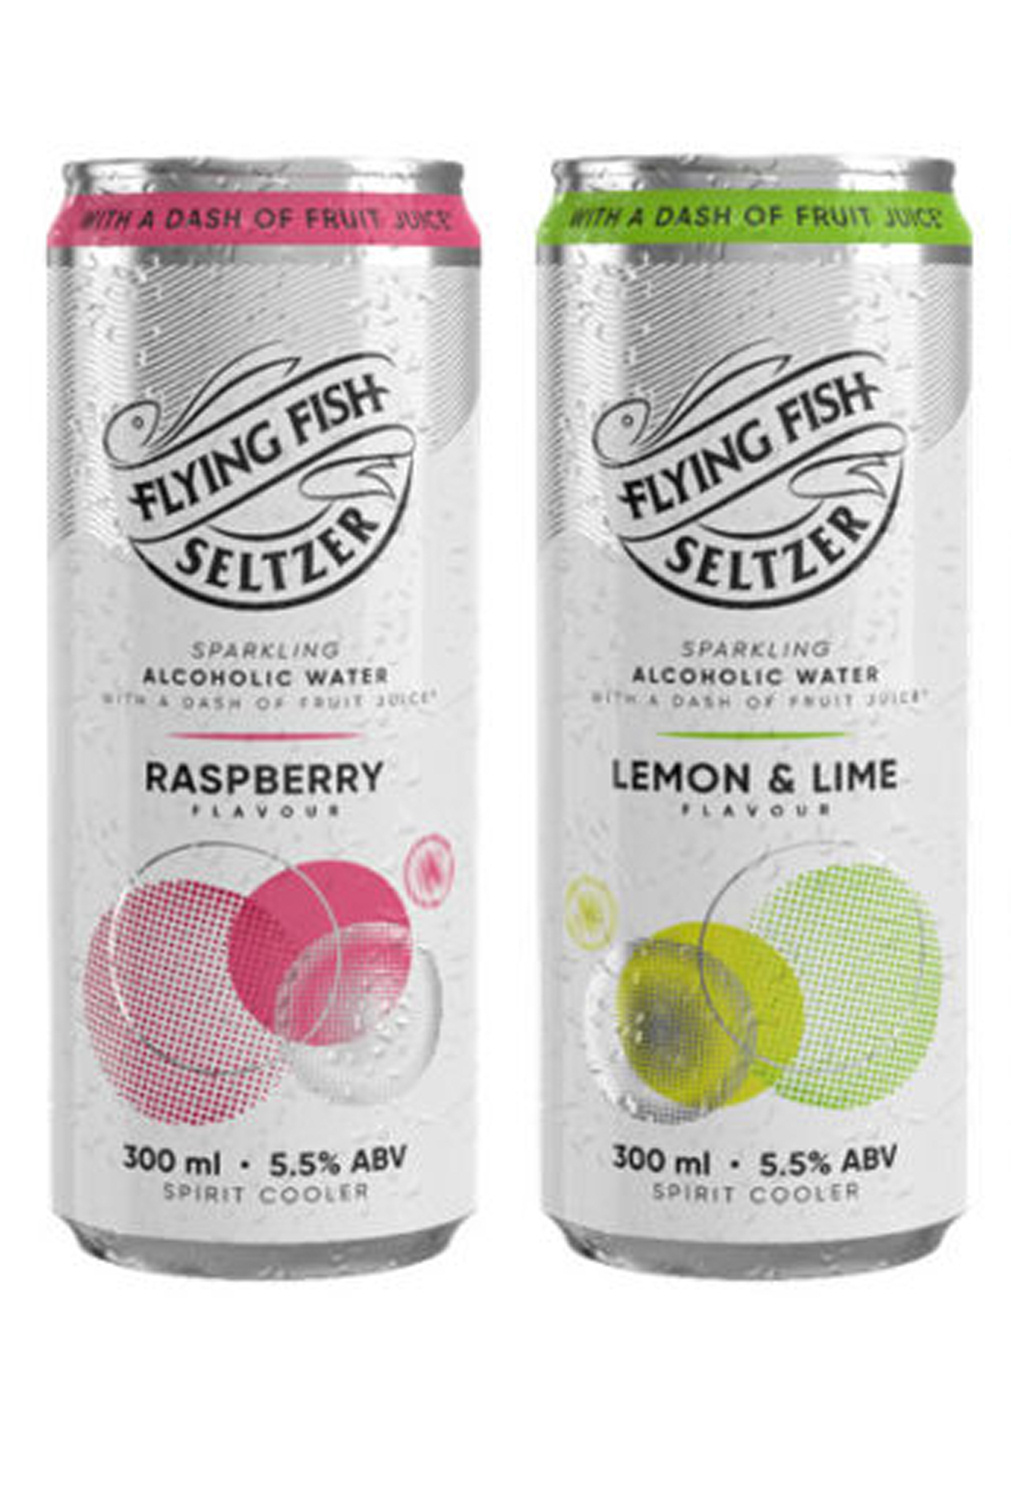 WITH A DASH OF FRUIT JUICE*
FLYING FISH
SELTZER
SPARKLING
ALCOHOLIC WATER
WITH A DASH OF FRUIT JUICE*
RASPBERRY
FLAVOUR
300 ml • 5.5% ABV
SPIRIT COOLER
WITH A DASH OF FRUIT JUICE*
FLYING FISH
SELTZER
SPARKLING
ALCOHOLIC WATER
WITH A DASH OF FRUIT JUICE*
LEMON & LIME
FLAVOUR
300 ml • 5.5% ABV
SPIRIT COOLER